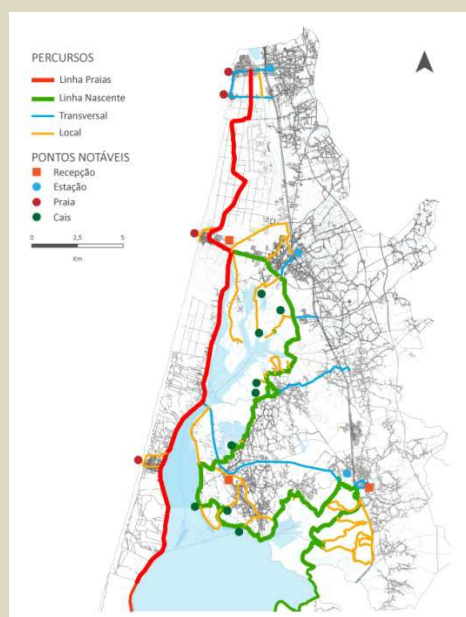 PERCURSOS
Linha Praias
Linha Nascente
Transversal
Local
PONTOS NOTÁVEIS
Recepção
Estação
Praia
Cais
0 2,5 5
Km